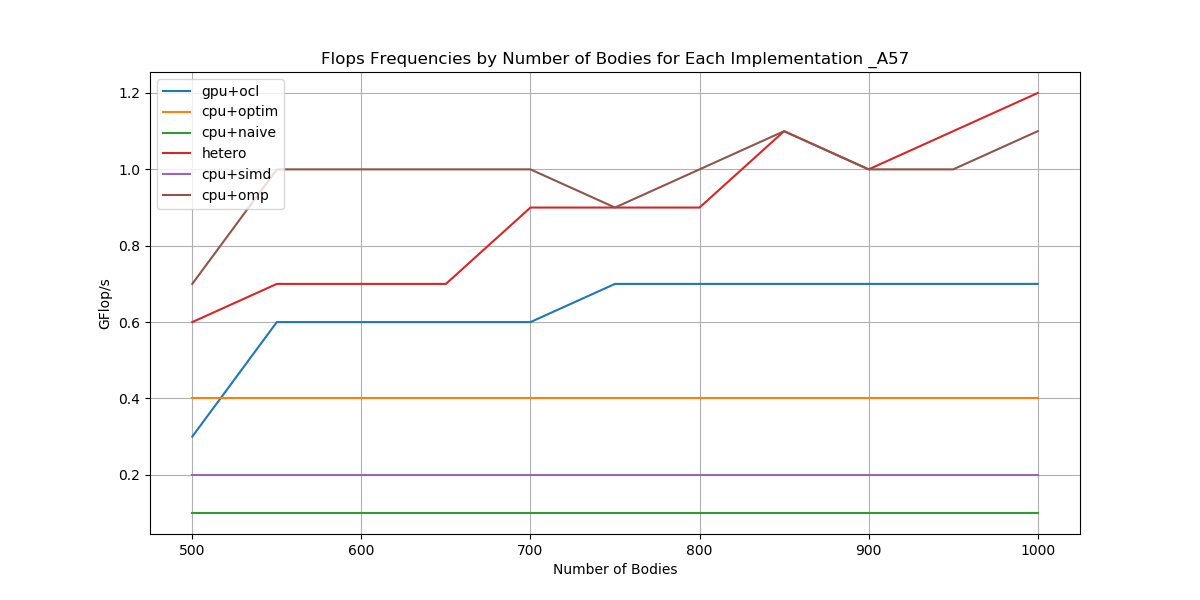 Flops Frequencies by Number of Bodies for Each Implementation _A57
gpu+ocl
cpu+optim
cpu+naive
hetero
cpu+simd
cpu+omp
1.2
1.0
0.8
0.6
0.4
0.2
GFlop/s
500 600 700 800 900 1000
Number of Bodies